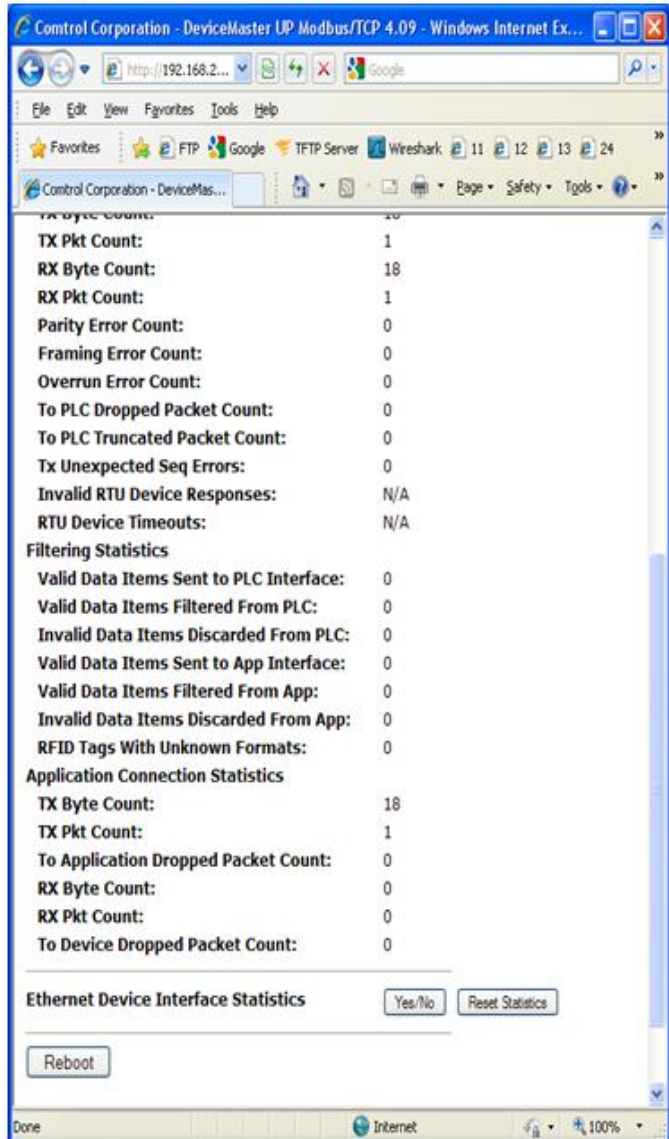 Comtrol Corporation - DeviceMaster UP Modbus/TCP 4.09 - Windows Internet Ex...
http://192.168.2... Google
File Edit View Favorites Tools Help
Favorites FTP Google TFTP Server Wireshark 11 12 13 24 »
Comtrol Corporation - DeviceMas... Page Safety Tools »
TX Byte Count: 18
TX Pkt Count: 1
RX Byte Count: 18
RX Pkt Count: 1
Parity Error Count: 0
Framing Error Count: 0
Overrun Error Count: 0
To PLC Dropped Packet Count: 0
To PLC Truncated Packet Count: 0
Tx Unexpected Seq Errors: 0
Invalid RTU Device Responses: N/A
RTU Device Timeouts: N/A
Filtering Statistics
Valid Data Items Sent to PLC Interface: 0
Valid Data Items Filtered From PLC: 0
Invalid Data Items Discarded From PLC: 0
Valid Data Items Sent to App Interface: 0
Valid Data Items Filtered From App: 0
Invalid Data Items Discarded From App: 0
RFID Tags With Unknown Formats: 0
Application Connection Statistics
TX Byte Count: 18
TX Pkt Count: 1
To Application Dropped Packet Count: 0
RX Byte Count: 0
RX Pkt Count: 0
To Device Dropped Packet Count: 0
Ethernet Device Interface Statistics Yes/No Reset Statistics
Reboot
Done Internet 100%